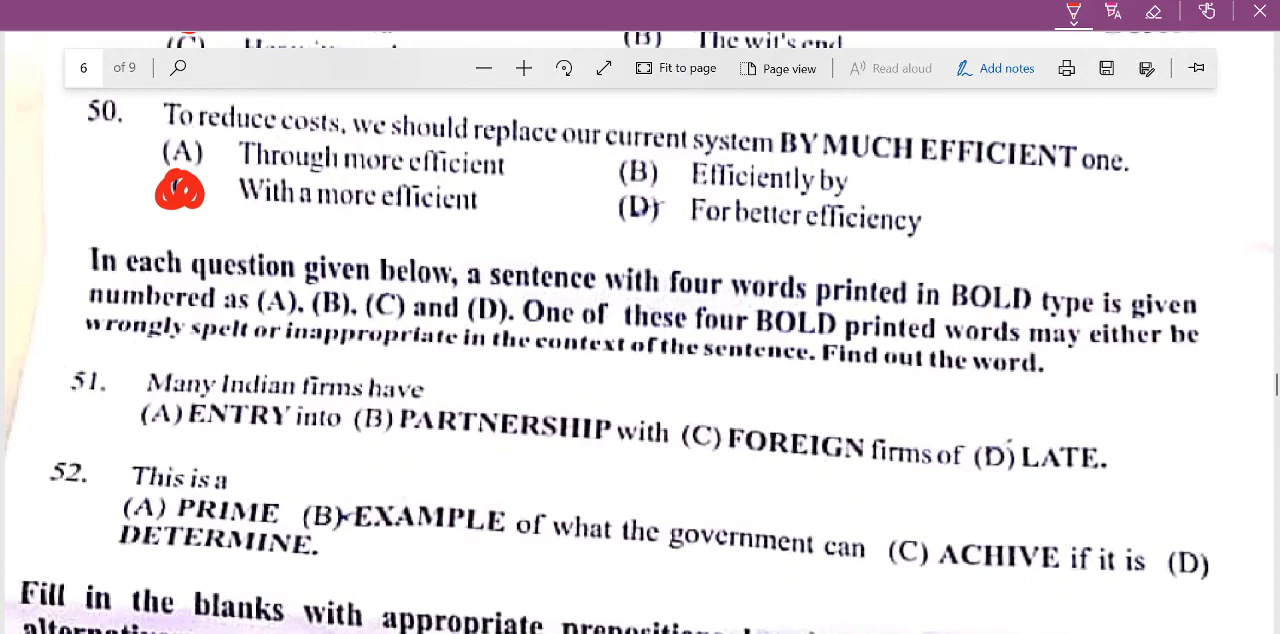 (C)
(B) The wit's end
6 of 9 Fit to page Page view Read aloud Add notes
50. To reduce costs, we should replace our current system BY MUCH EFFICIENT one.
(A) Through more efficient (B) Efficiently by
With a more efficient (D) For better efficiency
In each question given below, a sentence with four words printed in BOLD type is given
numbered as (A), (B), (C) and (D). One of these four BOLD printed words may either be
wrongly spelt or inappropriate in the context of the sentence. Find out the word.
51. Many Indian firms have
(A) ENTRY into (B) PARTNERSHIP with (C) FOREIGN firms of (D) LATE.
52. This is a
(A) PRIME (B) EXAMPLE of what the government can (C) ACHIVE if it is (D)
DETERMINE.
Fill in the blanks with appropriate